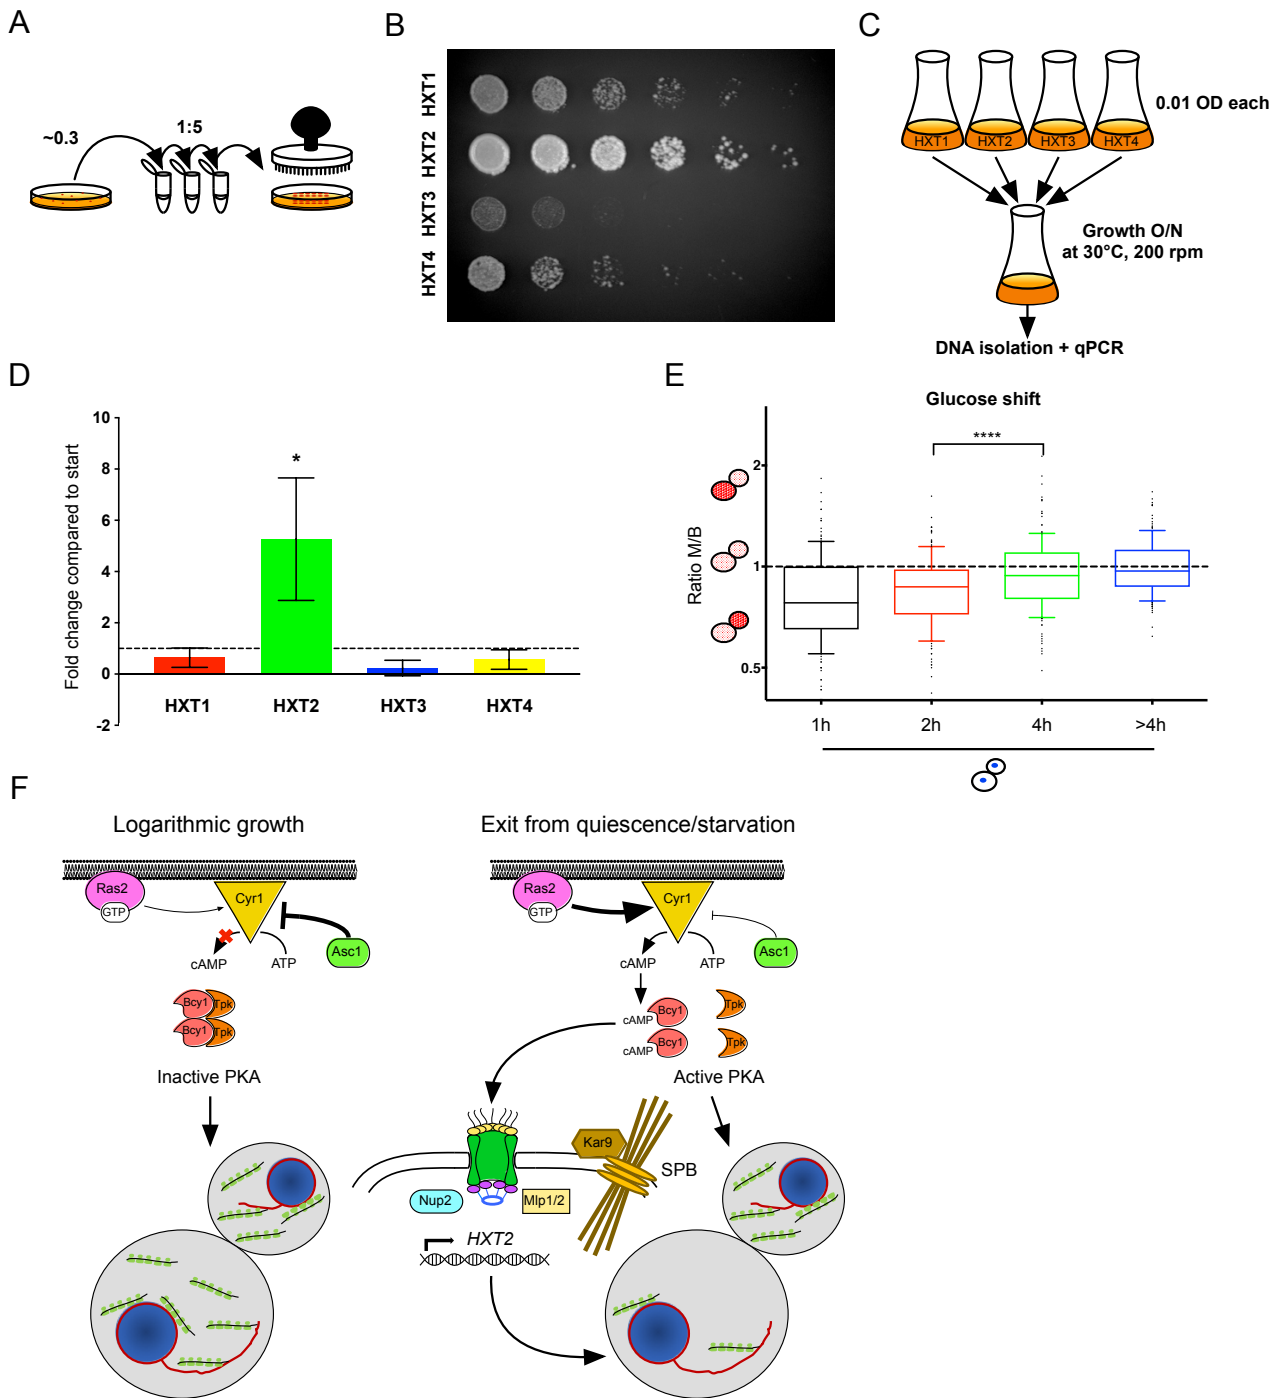 A
~0.3
1:5
B
HXT1
HXT2
HXT3
HXT4
C
0.01 OD each
HXT1 HXT2 HXT3 HXT4
Growth O/N
at 30°C, 200 rpm
DNA isolation + qPCR
D
Fold change compared to start
10
8
6
4
2
0
-2
*
HXT1 HXT2 HXT3 HXT4
E
Glucose shift
****
Ratio M/B
2
1
0.5
1h 2h 4h >4h
F
Logarithmic growth
Ras2
GTP
Cyr1
Asc1
cAMP ATP
Bcy1 Tpk
Bcy1 Tpk
Inactive PKA
Exit from quiescence/starvation
Ras2
GTP
Cyr1
Asc1
cAMP ATP
cAMP Bcy1 Tpk
cAMP Bcy1 Tpk
Active PKA
Kar9
SPB
Nup2
Mlp1/2
HXT2